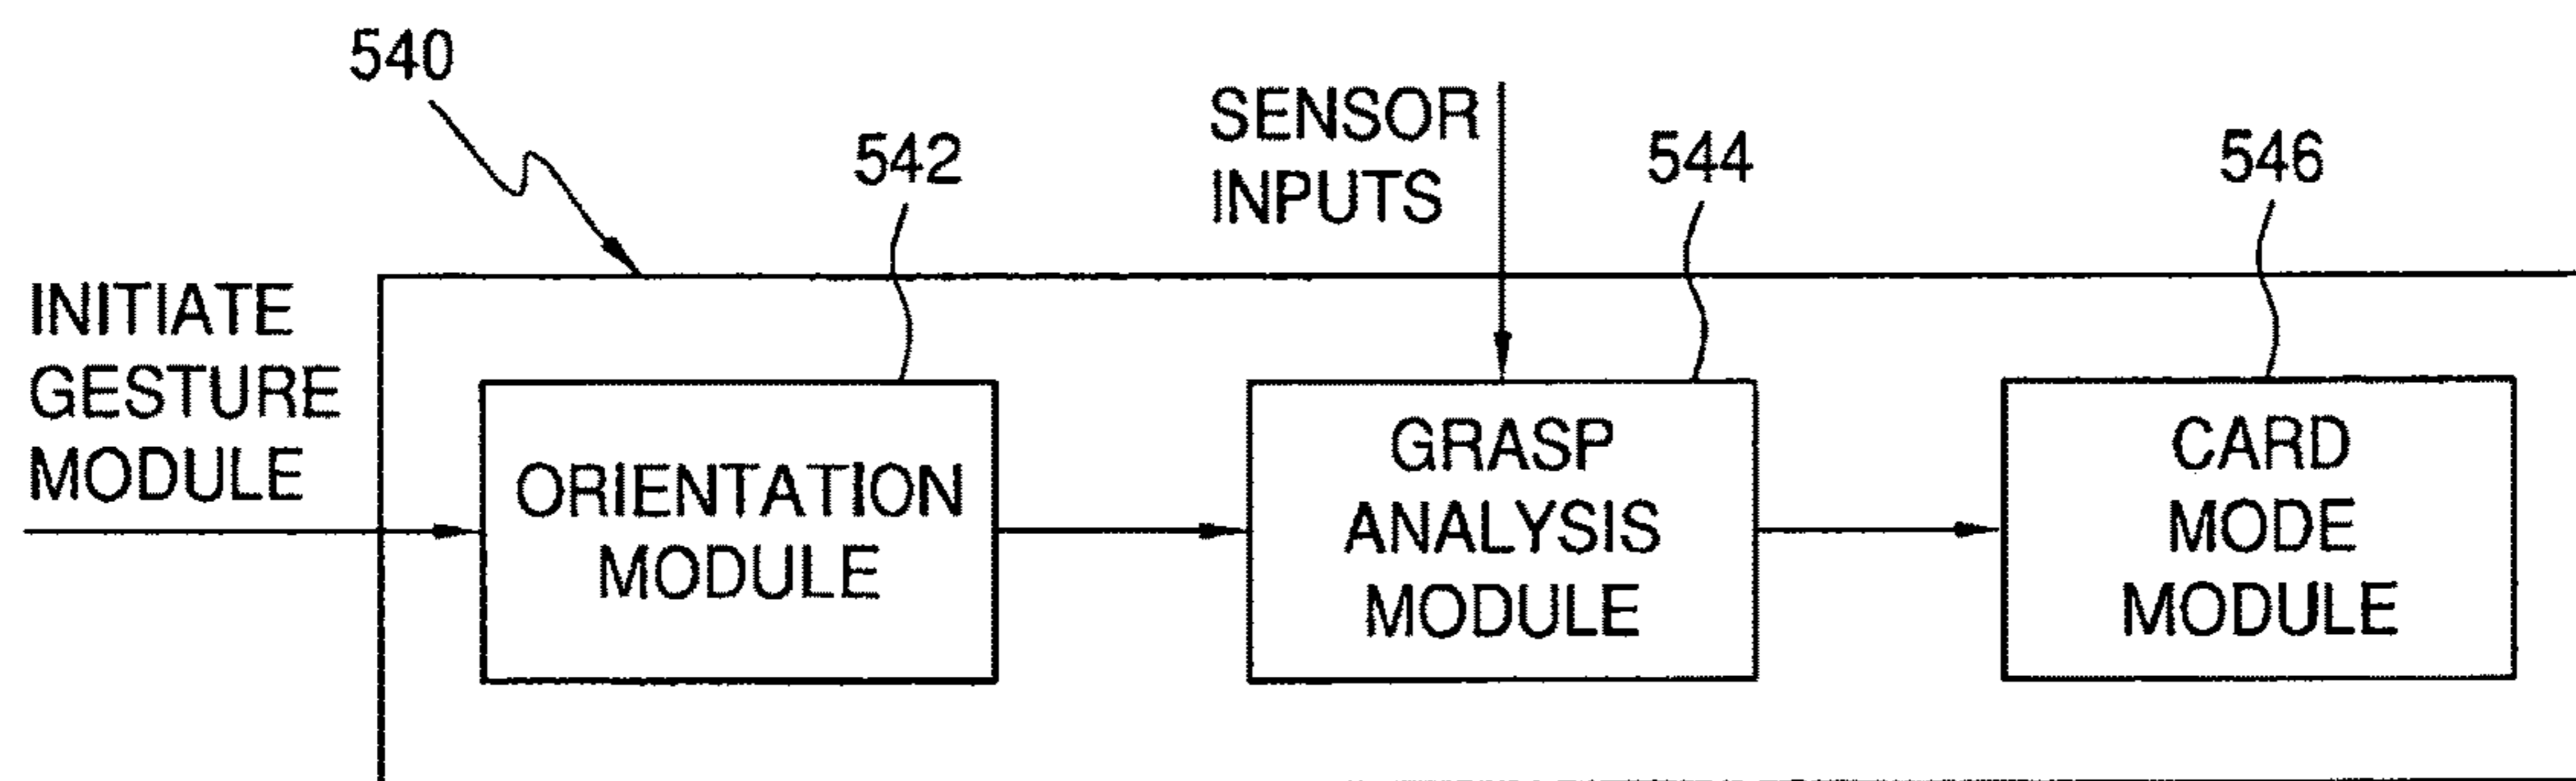 540
542
SENSOR
INPUTS
544
546
INITIATE
GESTURE
MODULE
ORIENTATION
MODULE
GRASP
ANALYSIS
MODULE
CARD
MODE
MODULE